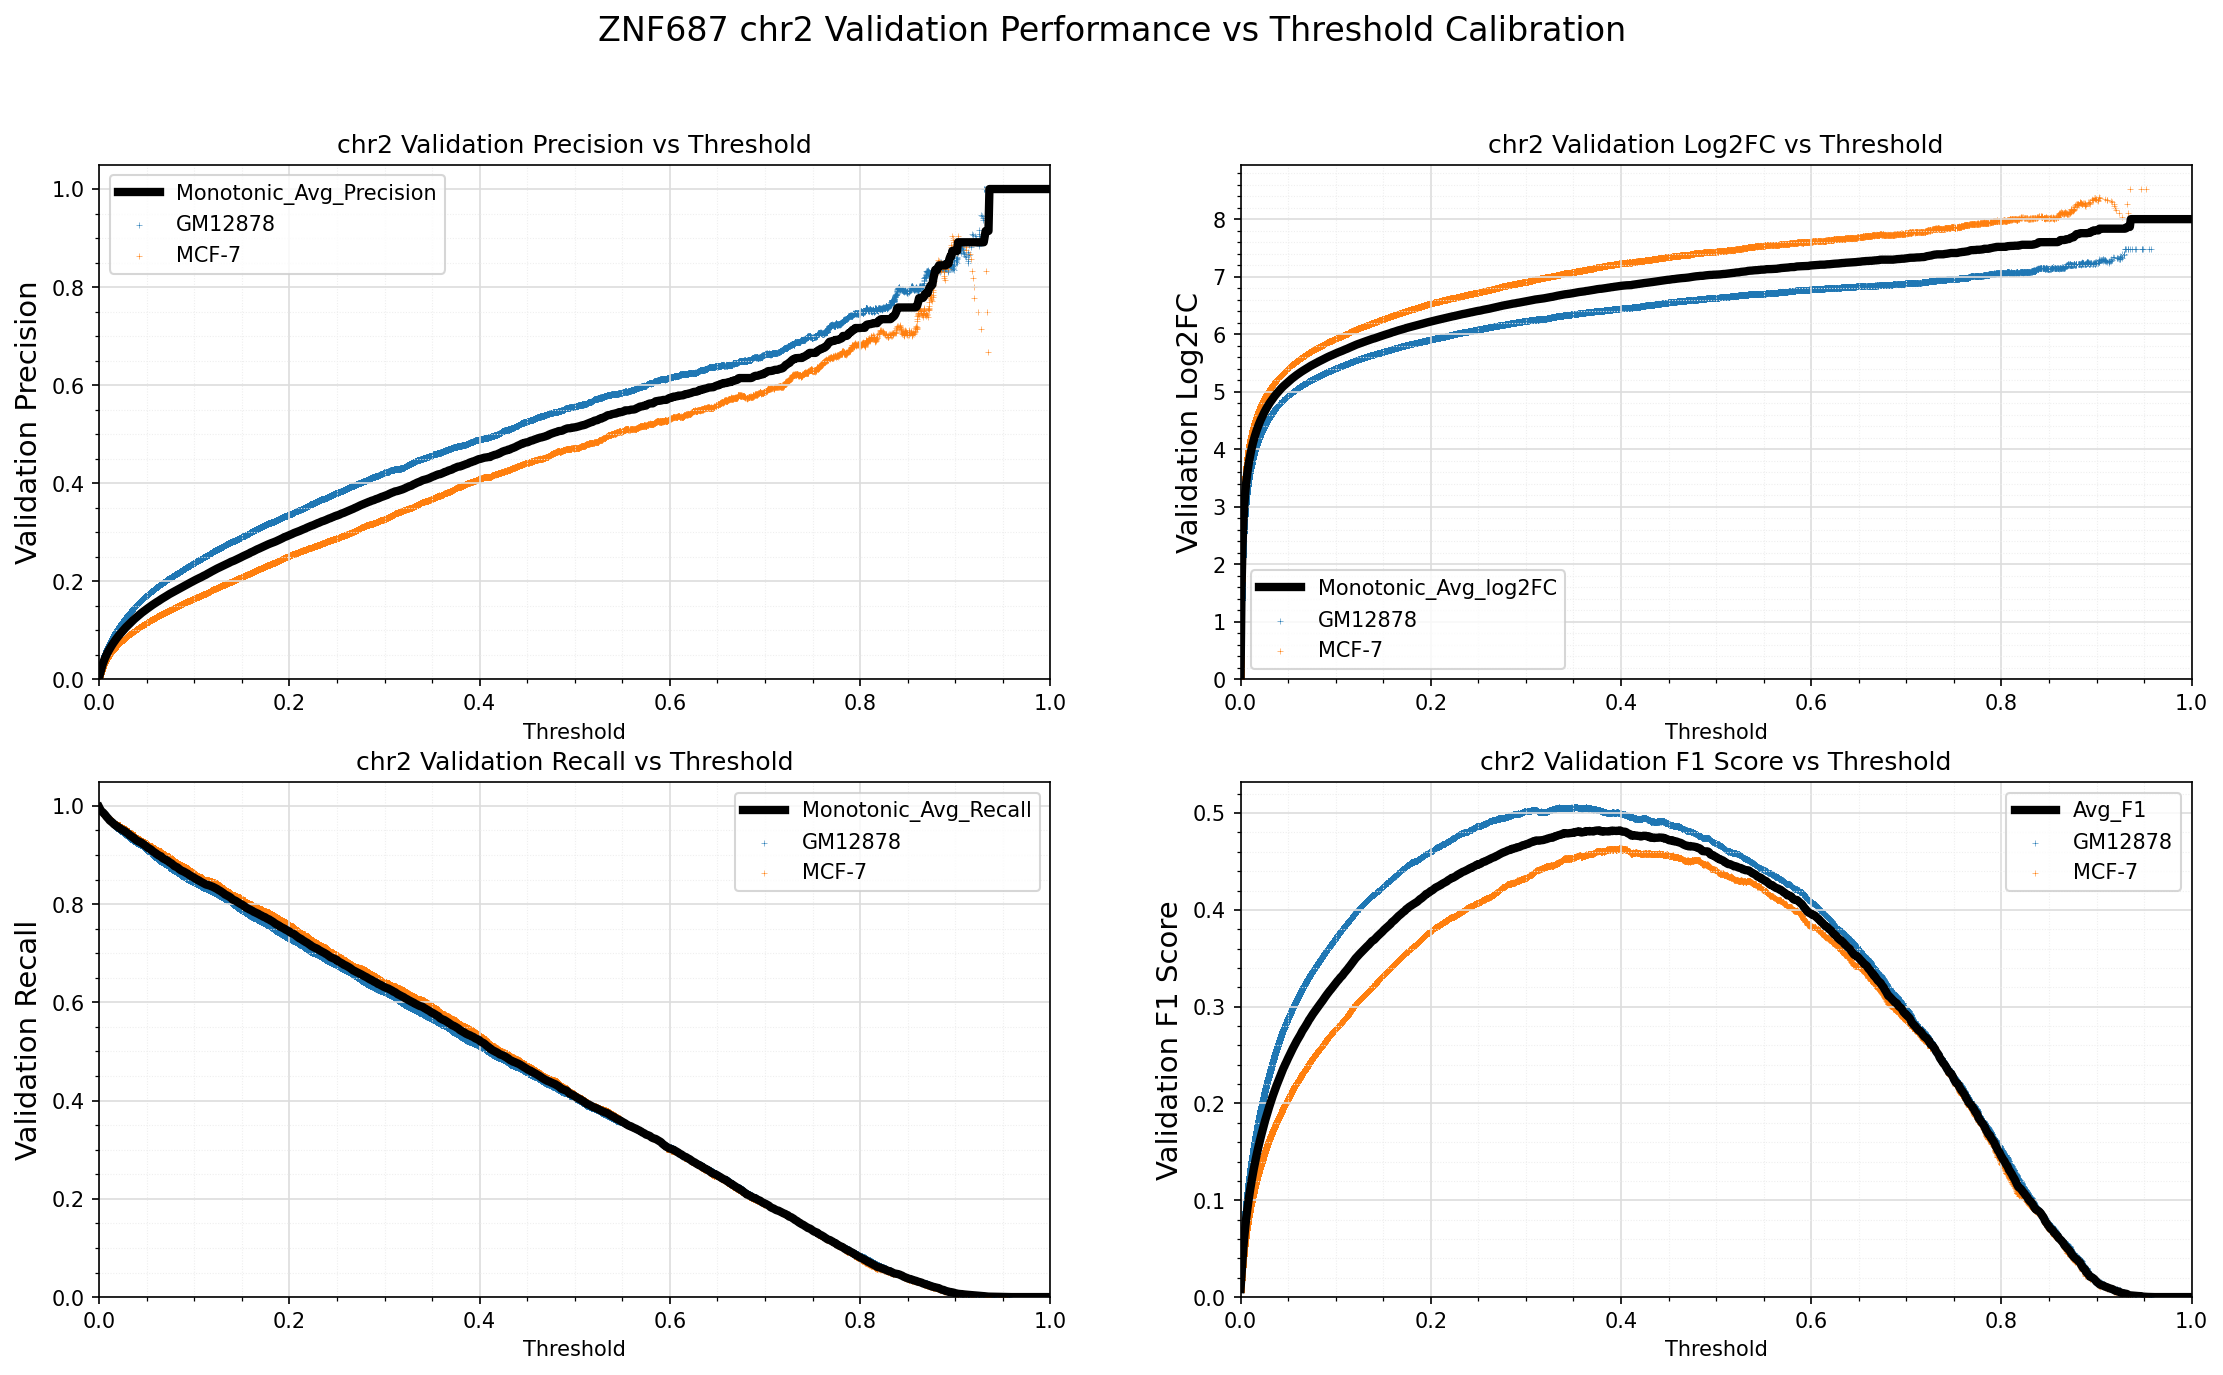 ZNF687 chr2 Validation Performance vs Threshold Calibration
chr2 Validation Precision vs Threshold
Validation Precision
1.0
0.8
0.6
0.4
0.2
0.0
Monotonic_Avg_Precision
GM12878
MCF-7
0.0 0.2 0.4 0.6 0.8 1.0
Threshold
chr2 Validation Log2FC vs Threshold
Validation Log2FC
8
7
6
5
4
3
2
1
0
Monotonic_Avg_log2FC
GM12878
MCF-7
0.0 0.2 0.4 0.6 0.8 1.0
Threshold
chr2 Validation Recall vs Threshold
Validation Recall
1.0
0.8
0.6
0.4
0.2
0.0
Monotonic_Avg_Recall
GM12878
MCF-7
0.0 0.2 0.4 0.6 0.8 1.0
Threshold
chr2 Validation F1 Score vs Threshold
Validation F1 Score
0.5
0.4
0.3
0.2
0.1
0.0
Avg_F1
GM12878
MCF-7
0.0 0.2 0.4 0.6 0.8 1.0
Threshold